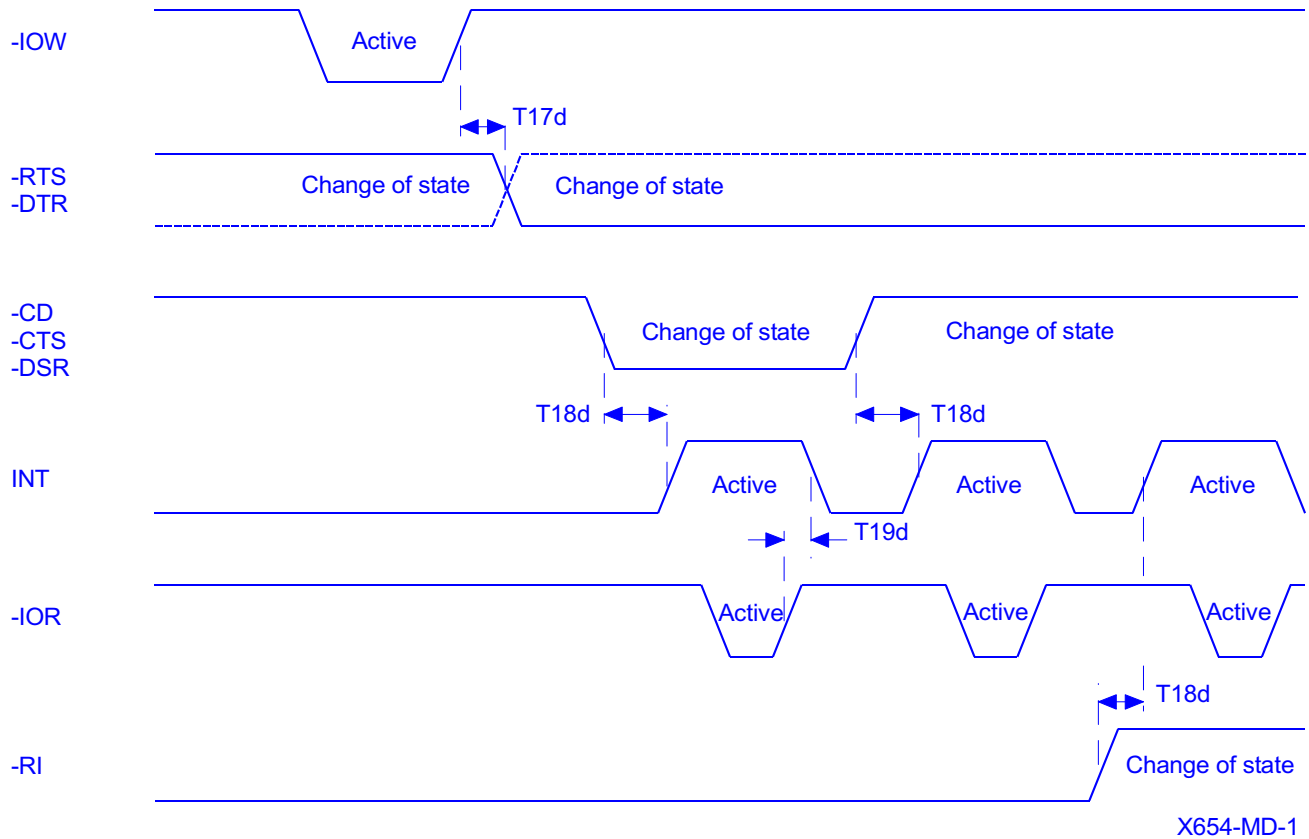 -IOW
Active
T17d
-RTS
-DTR
Change of state
Change of state
-CD
-CTS
-DSR
Change of state
Change of state
T18d
T18d
INT
Active
Active
Active
T19d
-IOR
Active
Active
Active
T18d
-RI
Change of state
X654-MD-1